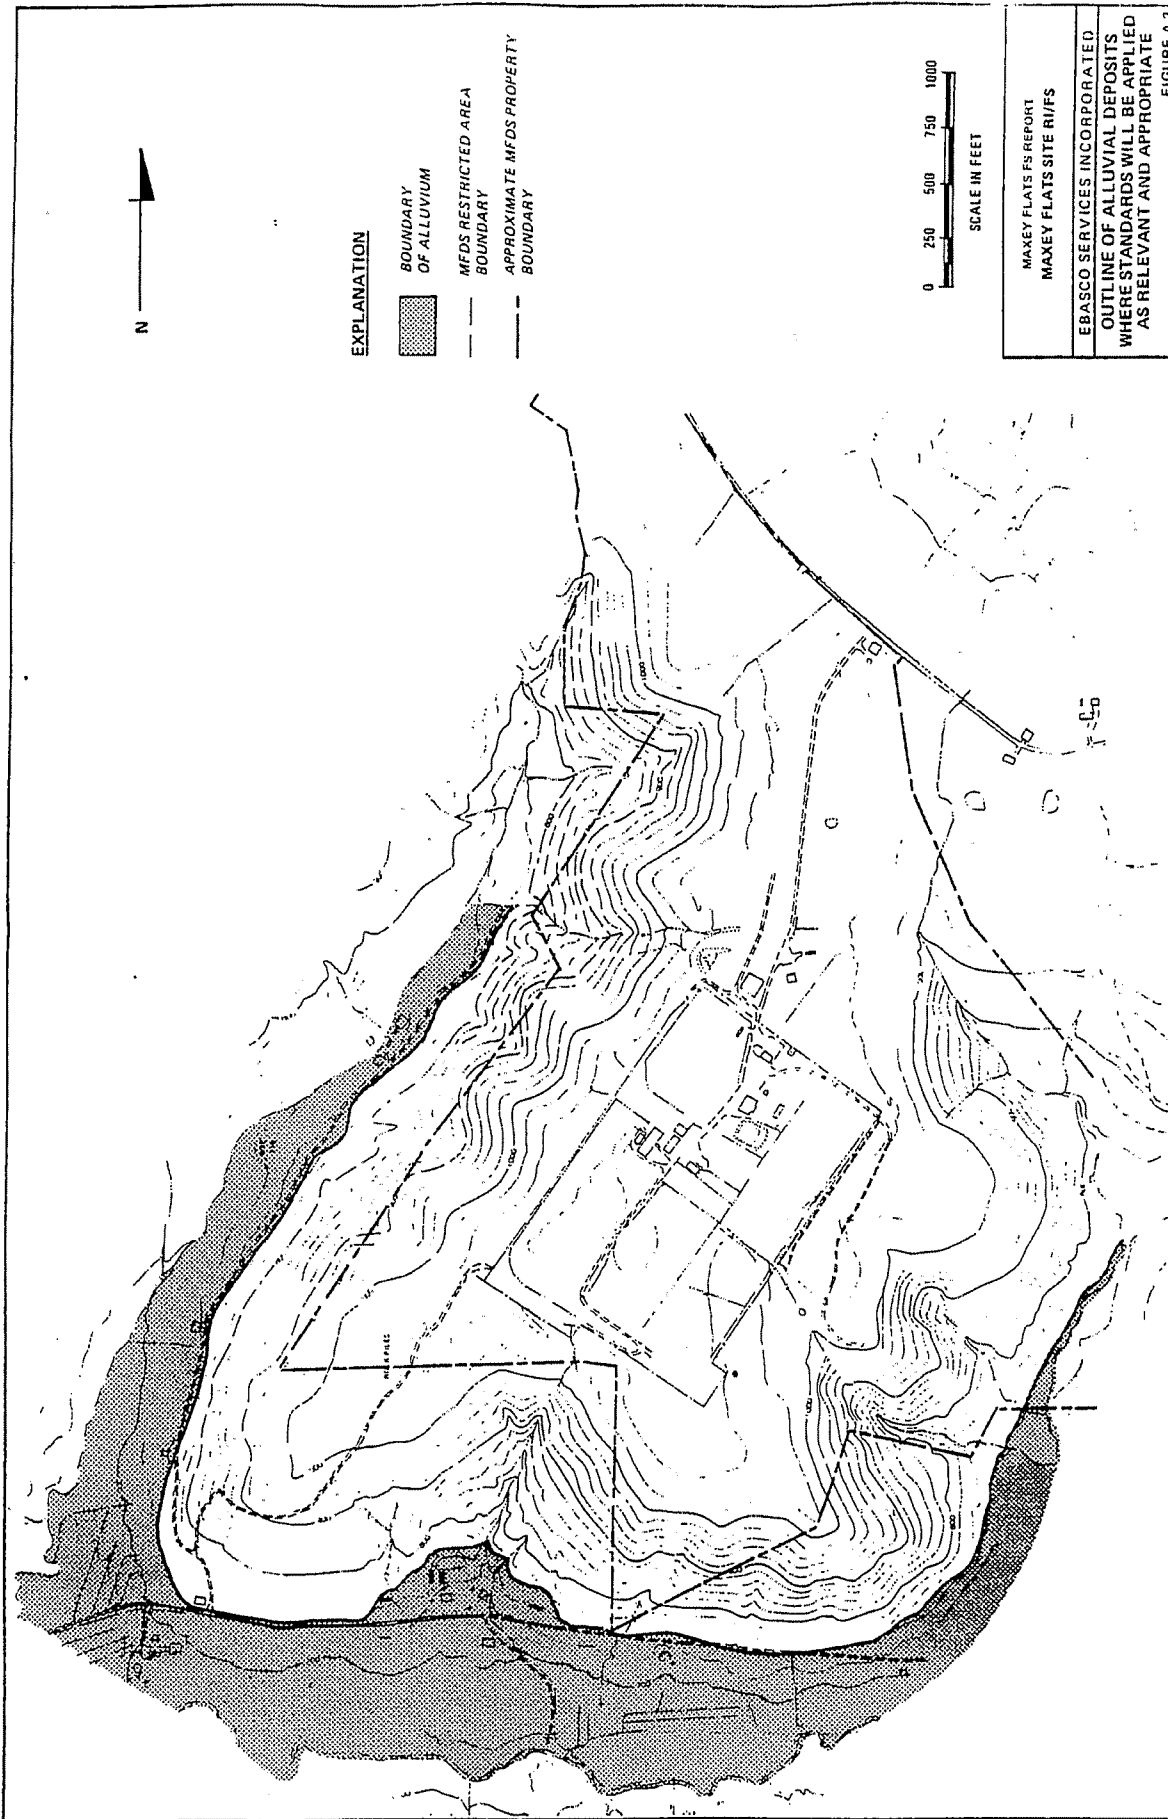 N
EXPLANATION
BOUNDARY
OF ALLUVIUM
MFDS RESTRICTED AREA
BOUNDARY
APPROXIMATE MFDS PROPERTY
BOUNDARY
0 250 500 750 1000
SCALE IN FEET
MAXEY FLATS FS REPORT
MAXEY FLATS SITE RI/FS
EBASCO SERVICES INCORPORATED
OUTLINE OF ALLUVIAL DEPOSITS
WHERE STANDARDS WILL BE APPLIED
AS RELEVANT AND APPROPRIATE
FIGURE